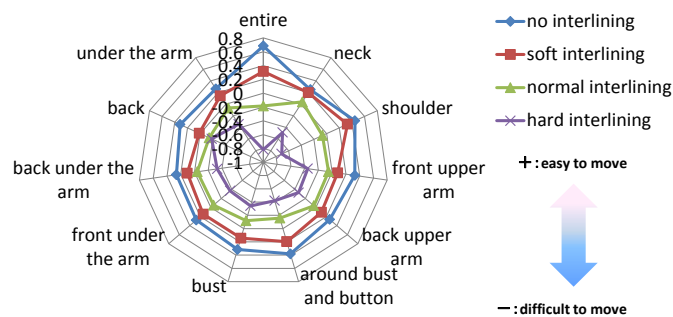 entire
neck
shoulder
front upper
arm
back upper
arm
around bust
and button
bust
front under
the arm
back under the
arm
back
under the arm
0.8
0.6
0.4
0.2
0
-0.2
-0.4
-0.6
-0.8
-1
no interlining
soft interlining
normal interlining
hard interlining
+ : easy to move
− : difficult to move